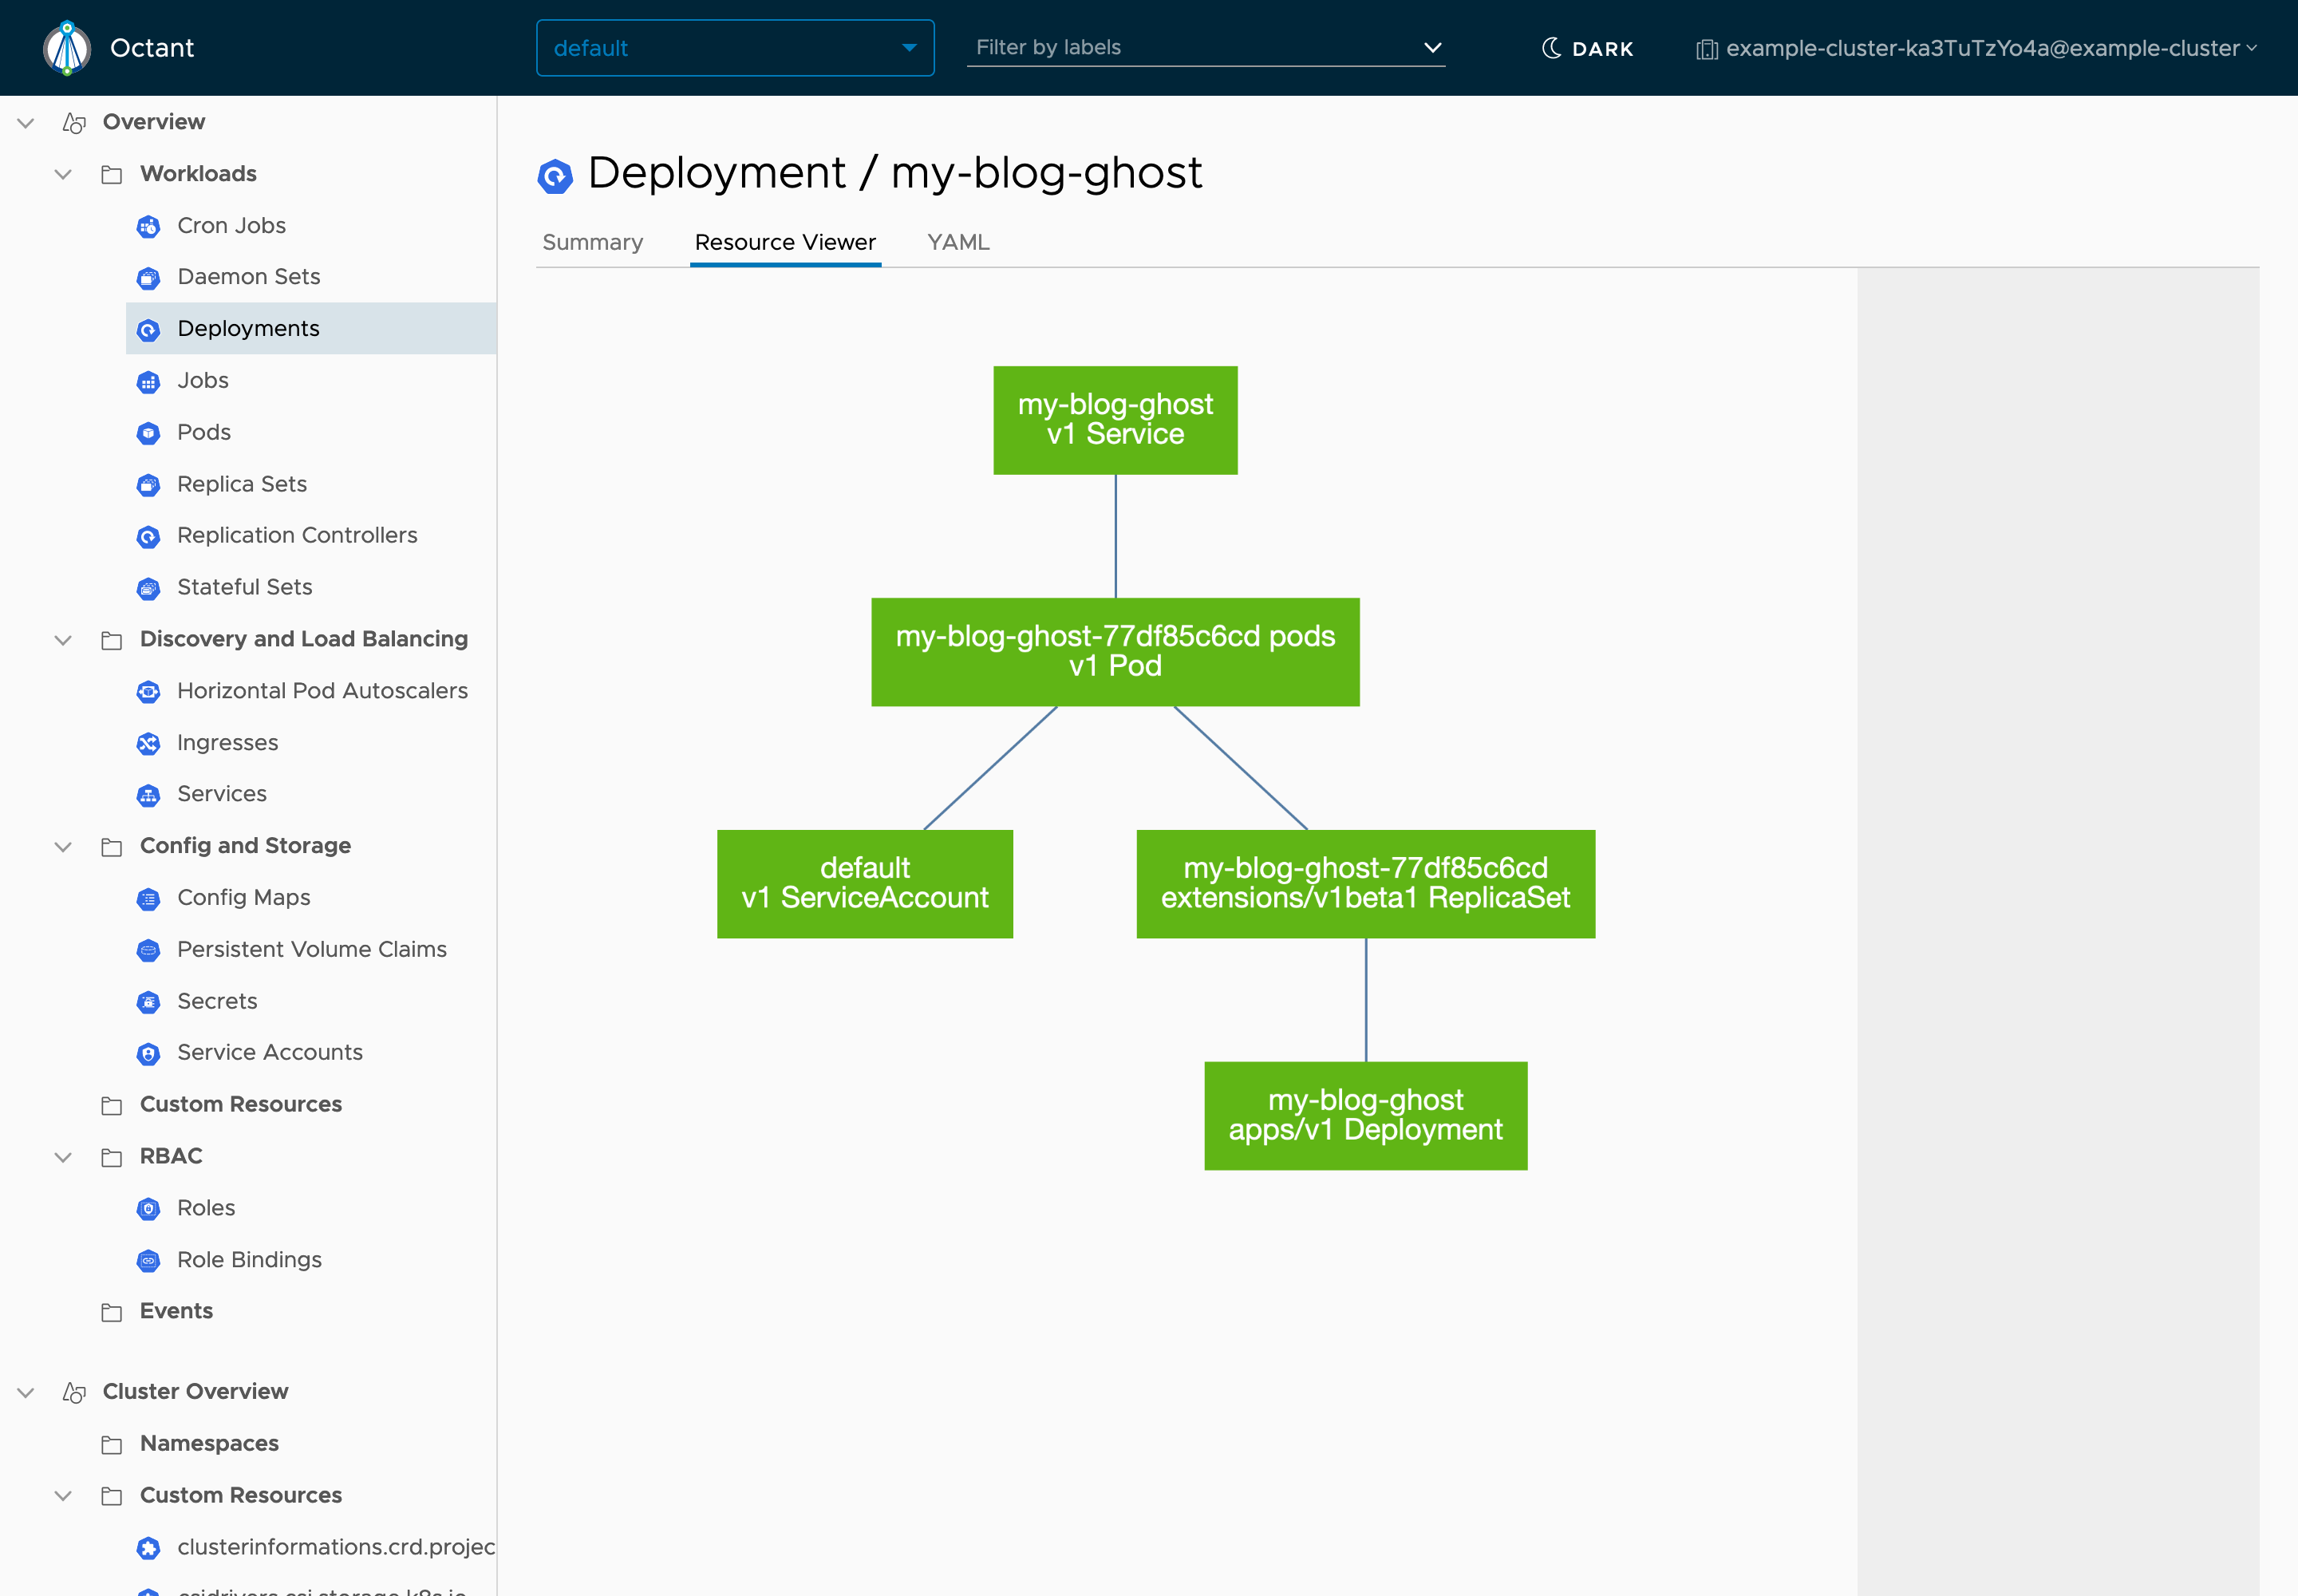 Octant
default
Filter by labels
DARK
example-cluster-ka3TuTzYo4a@example-cluster
Overview
Workloads
Cron Jobs
Daemon Sets
Deployments
Jobs
Pods
Replica Sets
Replication Controllers
Stateful Sets
Discovery and Load Balancing
Horizontal Pod Autoscalers
Ingresses
Services
Config and Storage
Config Maps
Persistent Volume Claims
Secrets
Service Accounts
Custom Resources
RBAC
Roles
Role Bindings
Events
Cluster Overview
Namespaces
Custom Resources
clusterinformations.crd.projec
Deployment / my-blog-ghost
Summary
Resource Viewer
YAML
my-blog-ghost
v1 Service
my-blog-ghost-77df85c6cd pods
v1 Pod
default
v1 ServiceAccount
my-blog-ghost-77df85c6cd
extensions/v1beta1 ReplicaSet
my-blog-ghost
apps/v1 Deployment